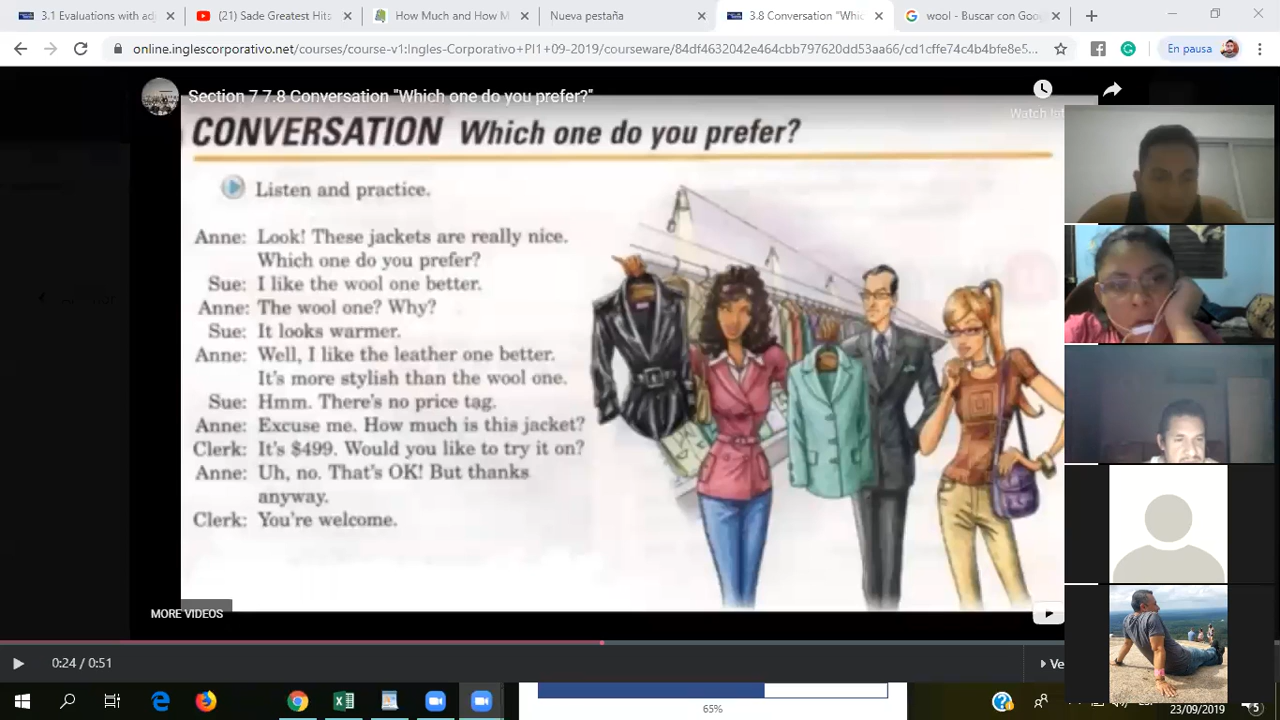 3.1 Evaluations with adj
(21) Sade Greatest Hits
How Much and How M
Nueva pestaña
3.8 Conversation "Whic
wool - Buscar con Goog
online.inglescorporativo.net/courses/course-v1:Ingles-Corporativo+PI1+09-2019/courseware/84df4632042e464cbb797620dd53aa66/cd1cffe74c4b4bfe8e5...
En pausa
Section 7 7.8 Conversation "Which one do you prefer?"
Watch lat
CONVERSATION Which one do you prefer?
Listen and practice.
Anne: Look! These jackets are really nice.
Which one do you prefer?
Sue: I like the wool one better.
Anne: The wool one? Why?
Sue: It looks warmer.
Anne: Well, I like the leather one better.
It's more stylish than the wool one.
Sue: Hmm. There's no price tag.
Anne: Excuse me. How much is this jacket?
Clerk: It's $499. Would you like to try it on?
Anne: Uh, no. That's OK! But thanks
anyway.
Clerk: You're welcome.
MORE VIDEOS
0:24 / 0:51
Ve
65%
23/09/2019